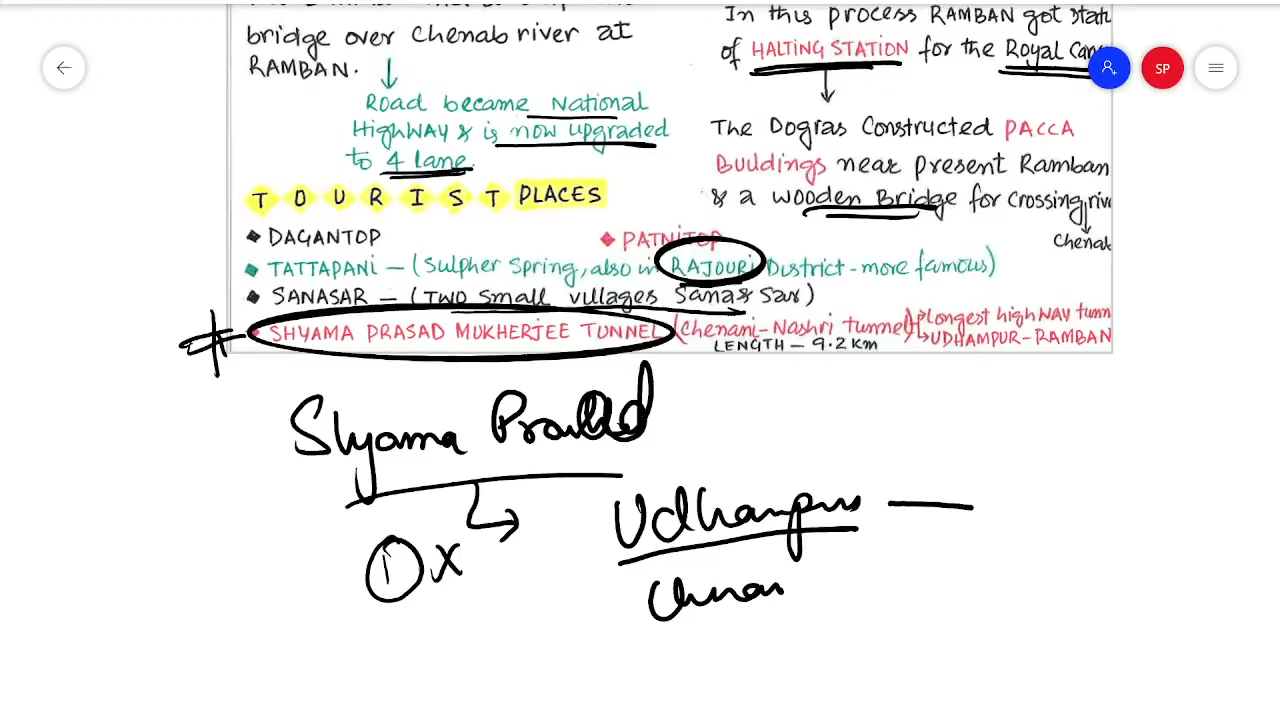 bridge over Chenab river at
RAMBAN.
Road became National
HighWAY & is now upgraded
to 4 lane.
TOURIST PLACES
DAGANTOP
PATNITOP
TATTAPANI – (Sulpher Spring, also in RAJOURI District - more famous)
SANASAR – (TWO small villages Sana & Sar)
SHYAMA PRASAD MUKHERJEE TUNNEL (Chenani-Nashri tunnel)
Longest highWAY tunn
UDHAMPUR-RAMBAN
LENGTH – 9.2 KM
In this process RAMBAN got statu
of HALTING STATION for the Royal Car
SP
The Dogras Constructed PACCA
Buildings near present Ramban
& a wooden Bridge for crossing riv
Chenab
Shyama
1 x
Udhampur —
Chenan